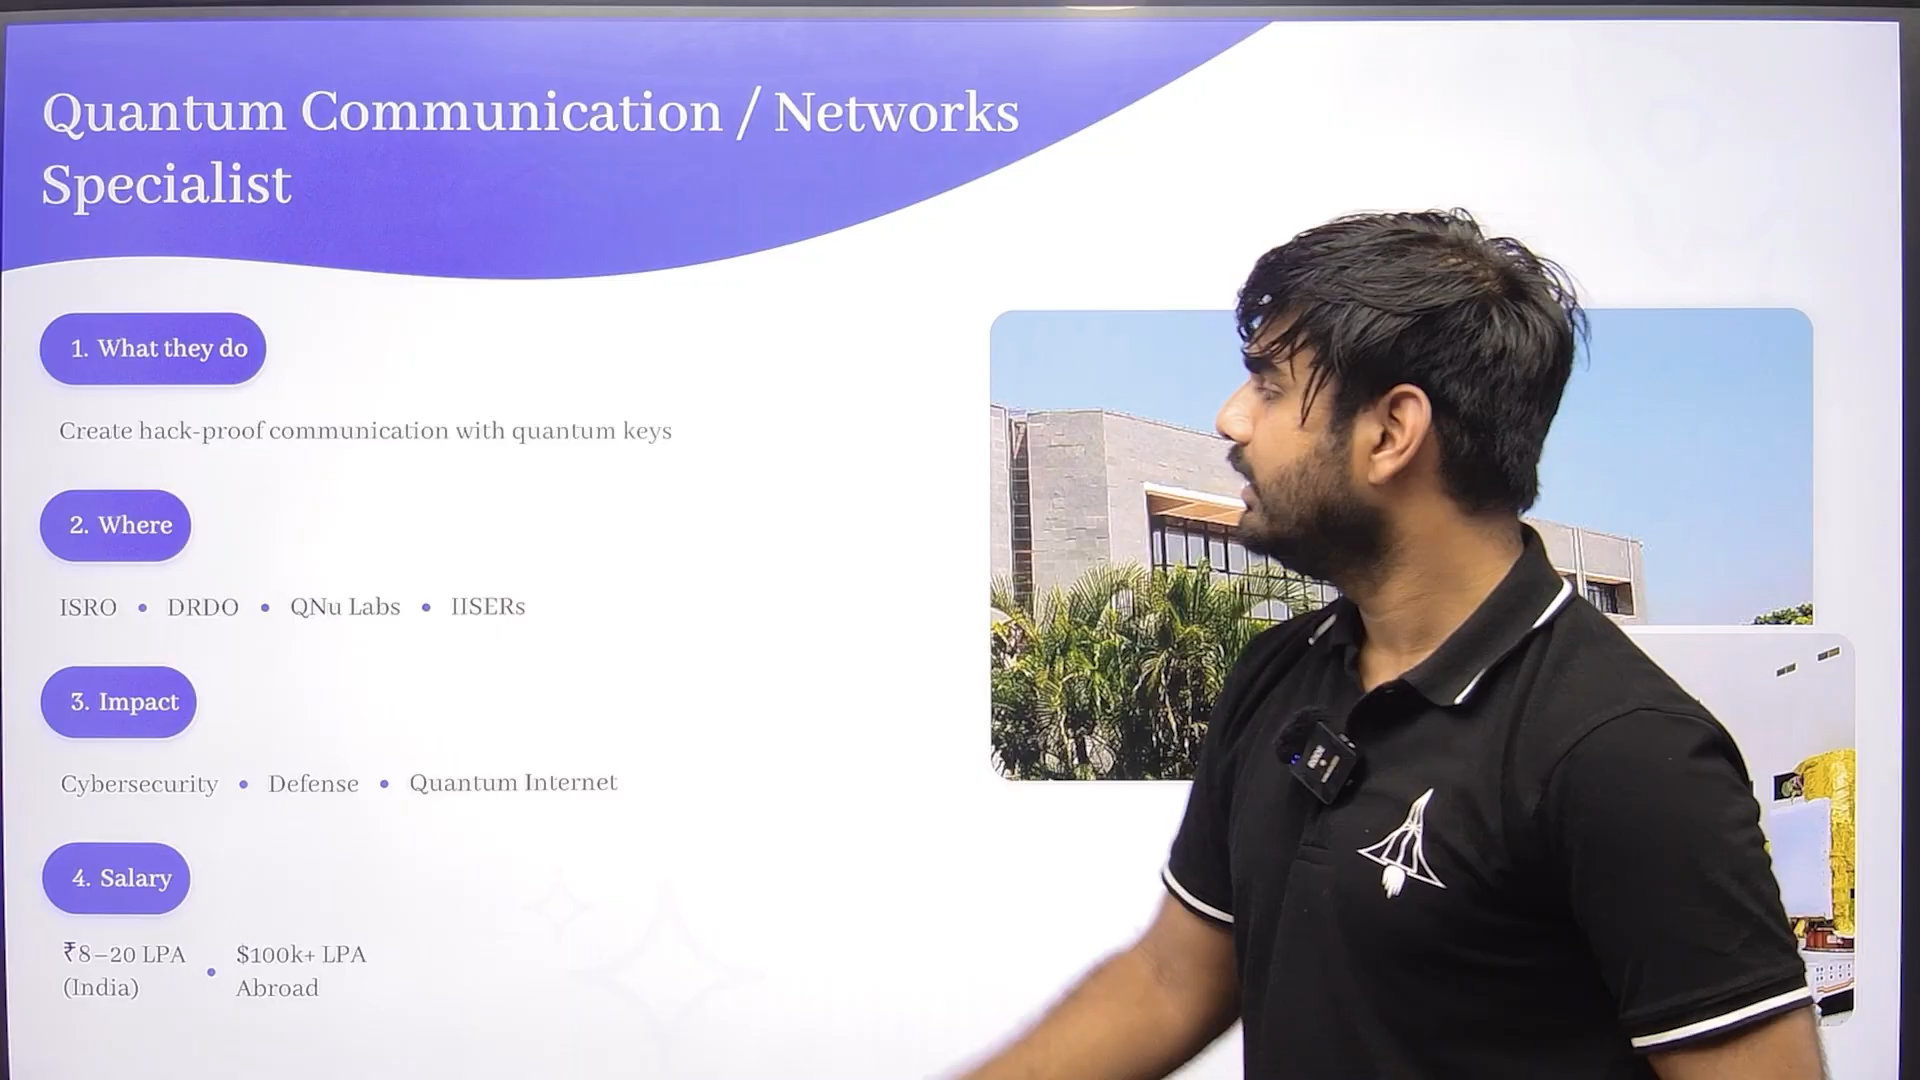 Quantum Communication / Networks
Specialist
1. What they do
Create hack-proof communication with quantum keys
2. Where
ISRO • DRDO • QNu Labs • IISERs
3. Impact
Cybersecurity • Defense • Quantum Internet
4. Salary
₹8–20 LPA • $100k+ LPA
(India) Abroad